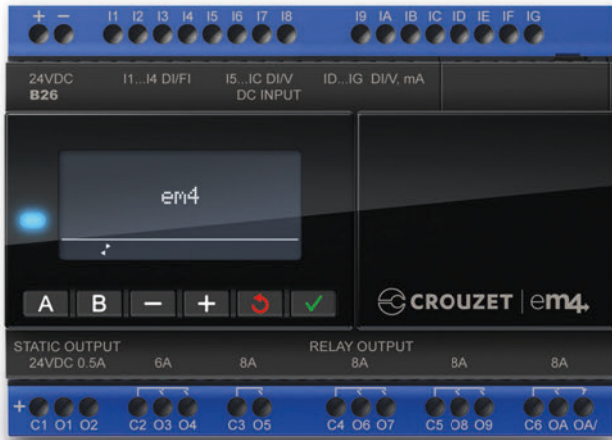 + − I1 I2 I3 I4 I5 I6 I7 I8 I9 IA IB IC ID IE IF IG
24VDC I1...I4 DI/FI I5...IC DI/V ID...IG DI/V, mA
B26 DC INPUT
em4
A B − +
CROUZET | em4
STATIC OUTPUT RELAY OUTPUT
24VDC 0.5A 6A 8A 8A 8A 8A
+ C1 O1 O2 C2 O3 O4 C3 O5 C4 O6 O7 C5 O8 O9 C6 OA OA/